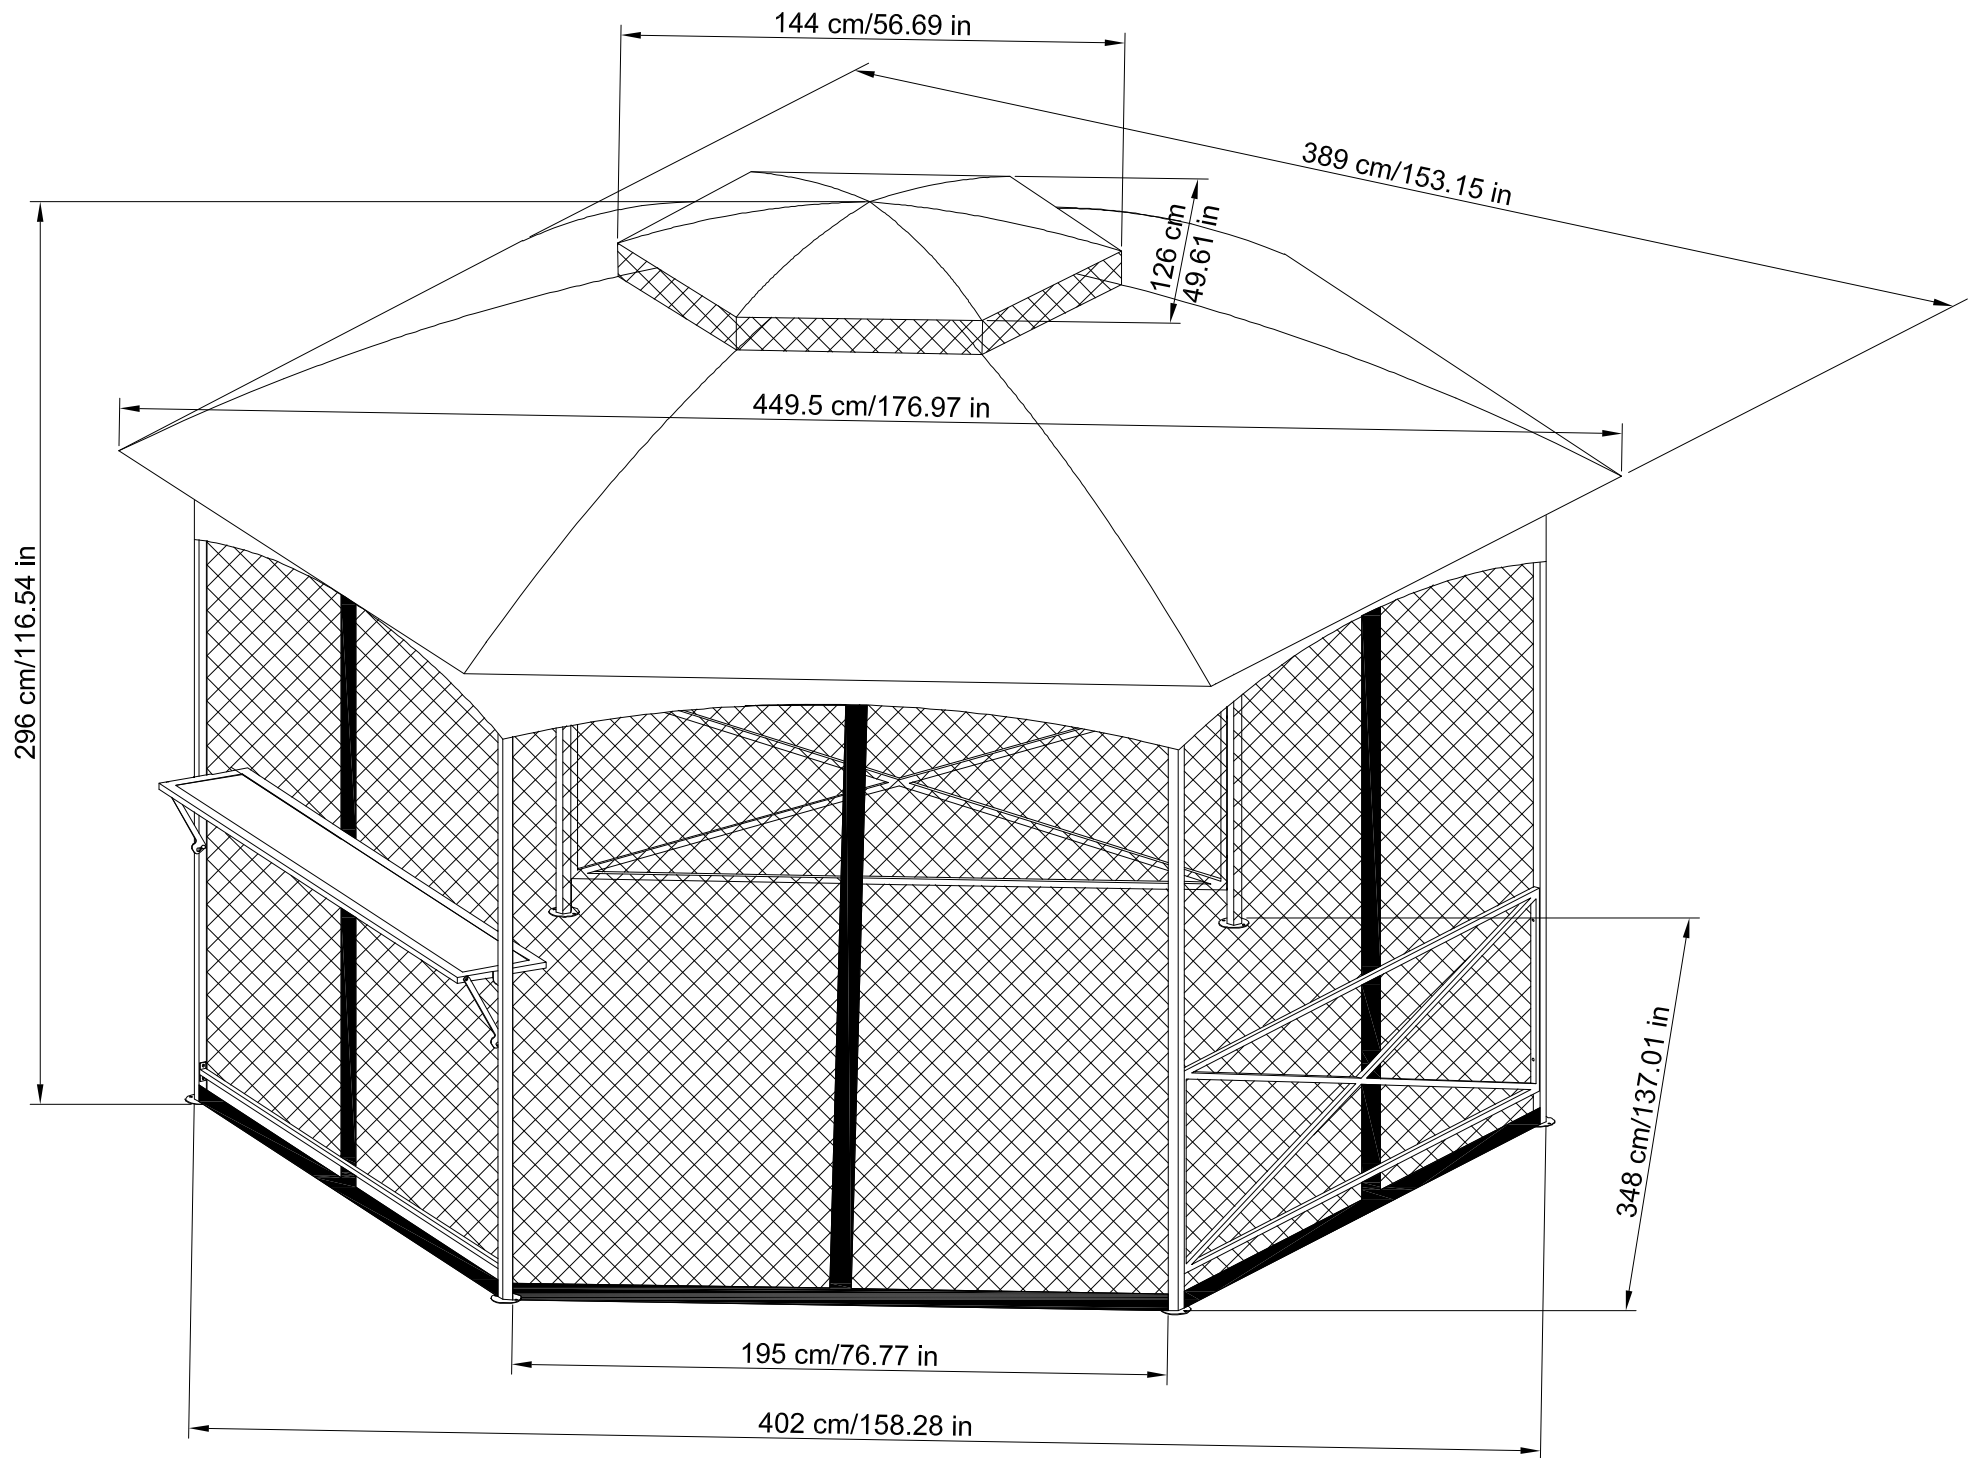 144 cm/56.69 in
389 cm/153.15 in
126 cm
49.61 in
449.5 cm/176.97 in
296 cm/116.54 in
348 cm/137.01 in
195 cm/76.77 in
402 cm/158.28 in